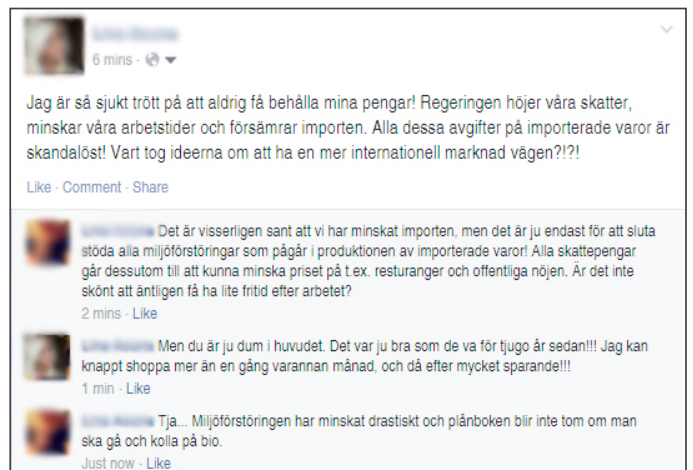 6 mins ·
Jag är så sjukt trött på att aldrig få behålla mina pengar! Regeringen höjer våra skatter,
minskar våra arbetstider och försämrar importen. Alla dessa avgifter på importerade varor är
skandalöst! Vart tog ideerna om att ha en mer internationell marknad vägen?!?!
Like · Comment · Share
Det är visserligen sant att vi har minskat importen, men det är ju endast för att sluta
stöda alla miljöförstöringar som pågår i produktionen av importerade varor! Alla skattepengar
går dessutom till att kunna minska priset på t.ex. resturanger och offentliga nöjen. Är det inte
skönt att äntligen få ha lite fritid efter arbetet?
2 mins · Like
Men du är ju dum i huvudet. Det var ju bra som de va för tjugo år sedan!!! Jag kan
knappt shoppa mer än en gång varannan månad, och då efter mycket sparande!!!
1 min · Like
Tja... Miljöförstöringen har minskat drastiskt och plånboken blir inte tom om man
ska gå och kolla på bio.
Just now · Like